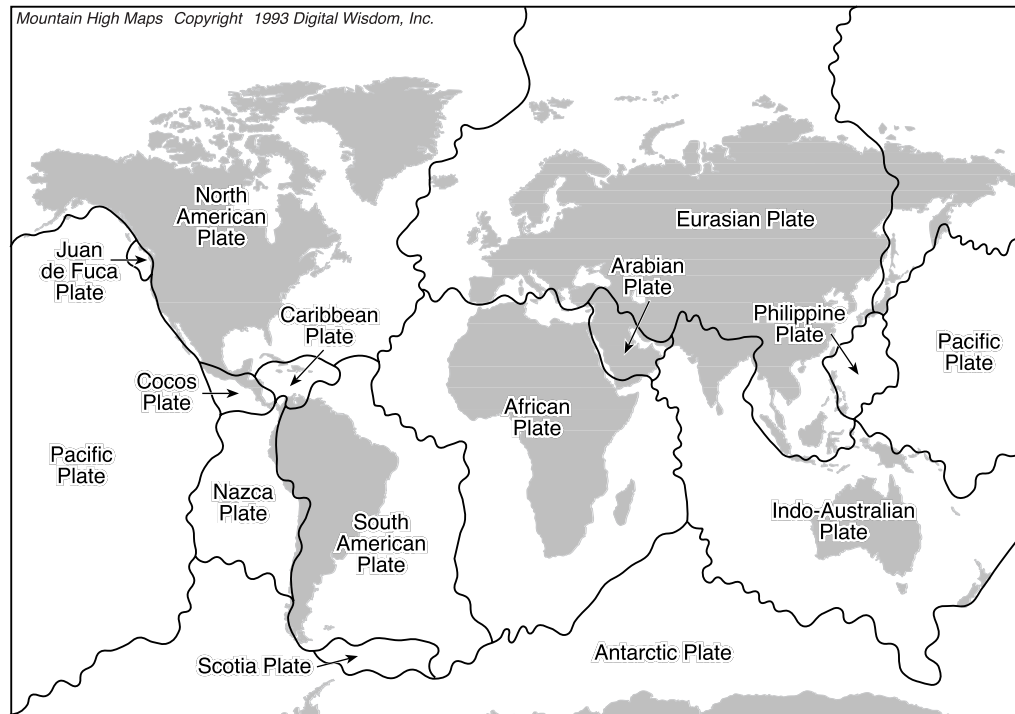 Mountain High Maps Copyright 1993 Digital Wisdom, Inc.
North
American
Plate
Eurasian Plate
Juan
de Fuca
Plate
Arabian
Plate
Caribbean
Plate
Philippine
Plate
Pacific
Plate
Cocos
Plate
African
Plate
Pacific
Plate
Nazca
Plate
South
American
Plate
Indo-Australian
Plate
Scotia Plate
Antarctic Plate